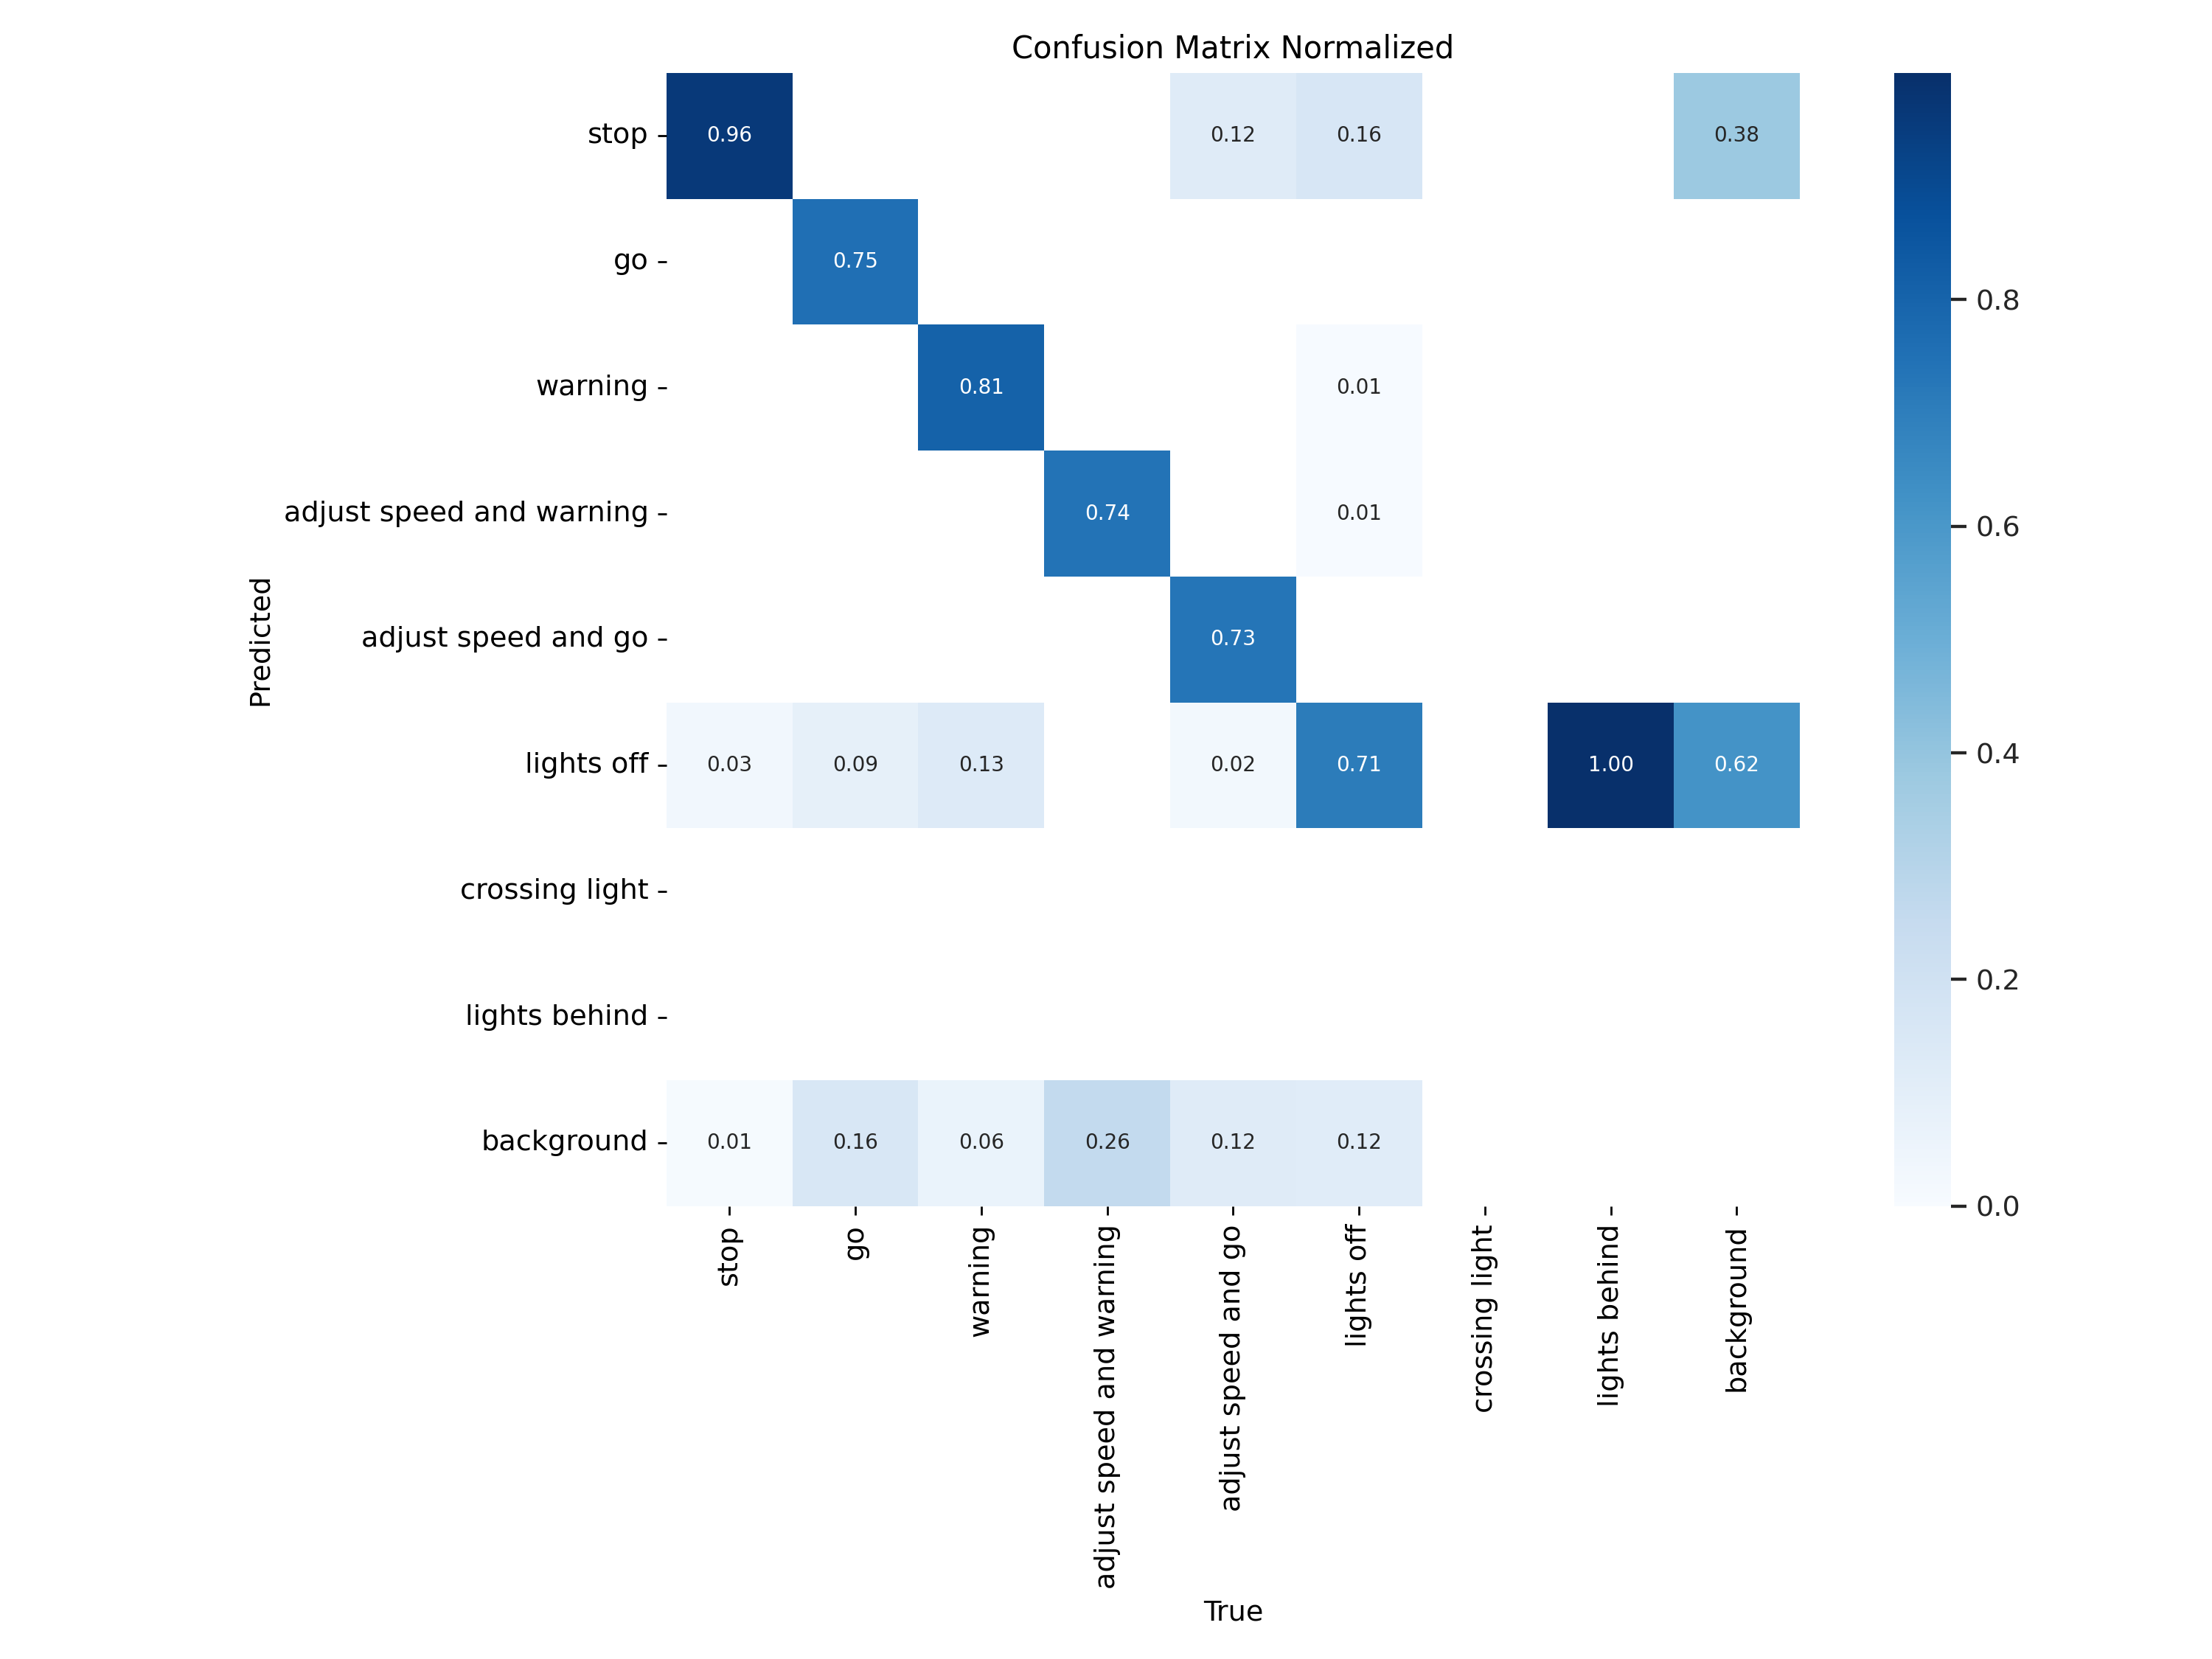 Confusion Matrix Normalized
stop 0.96 0.12 0.16 0.38
go 0.75
0.8
warning 0.81 0.01
adjust speed and warning 0.74 0.01
0.6
Predicted
adjust speed and go 0.73
lights off 0.03 0.09 0.13 0.02 0.71 1.00 0.62
0.4
crossing light
0.2
lights behind
background 0.01 0.16 0.06 0.26 0.12 0.12
0.0
stop
go
warning
adjust speed and warning
adjust speed and go
lights off
crossing light
lights behind
background
True